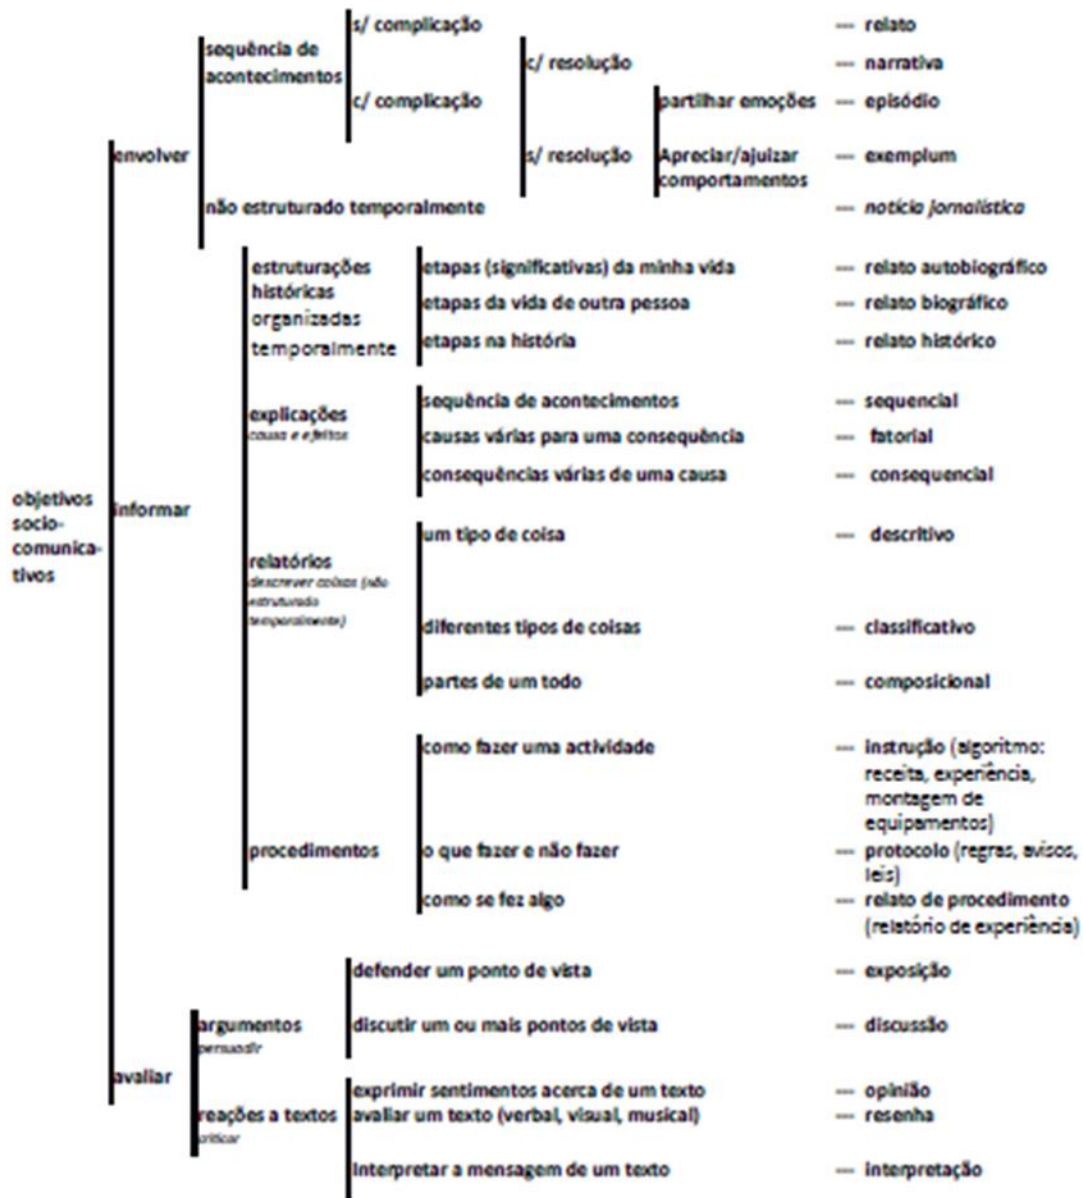 s/ complicação --- relato
sequência de
acontecimentos
c/ resolução --- narrativa
c/ complicação
partilhar emoções --- episódio
envolver
s/ resolução
Apreciar/ajuizar --- exemplum
comportamentos
não estruturado temporalmente --- notícia jornalística
estruturações
históricas
organizadas
temporalmente
etapas (significativas) da minha vida --- relato autobiográfico
etapas da vida de outra pessoa --- relato biográfico
etapas na história --- relato histórico
explicações
causa e efeitos
sequência de acontecimentos --- sequencial
causas várias para uma consequência --- fatorial
consequências várias de uma causa --- consequencial
objetivos
socio-
comunica-
tivos
informar
relatórios
descrever coisas (não
estruturado
temporalmente)
um tipo de coisa --- descritivo
diferentes tipos de coisas --- classificativo
partes de um todo --- composicional
procedimentos
como fazer uma actividade --- instrução (algoritmo:
receita, experiência,
montagem de
equipamentos)
o que fazer e não fazer --- protocolo (regras, avisos,
leis)
como se fez algo --- relato de procedimento
(relatório de experiência)
avaliar
argumentos
persuadir
defender um ponto de vista --- exposição
discutir um ou mais pontos de vista --- discussão
reações a textos
criticar
exprimir sentimentos acerca de um texto --- opinião
avaliar um texto (verbal, visual, musical) --- resenha
Interpretar a mensagem de um texto --- interpretação